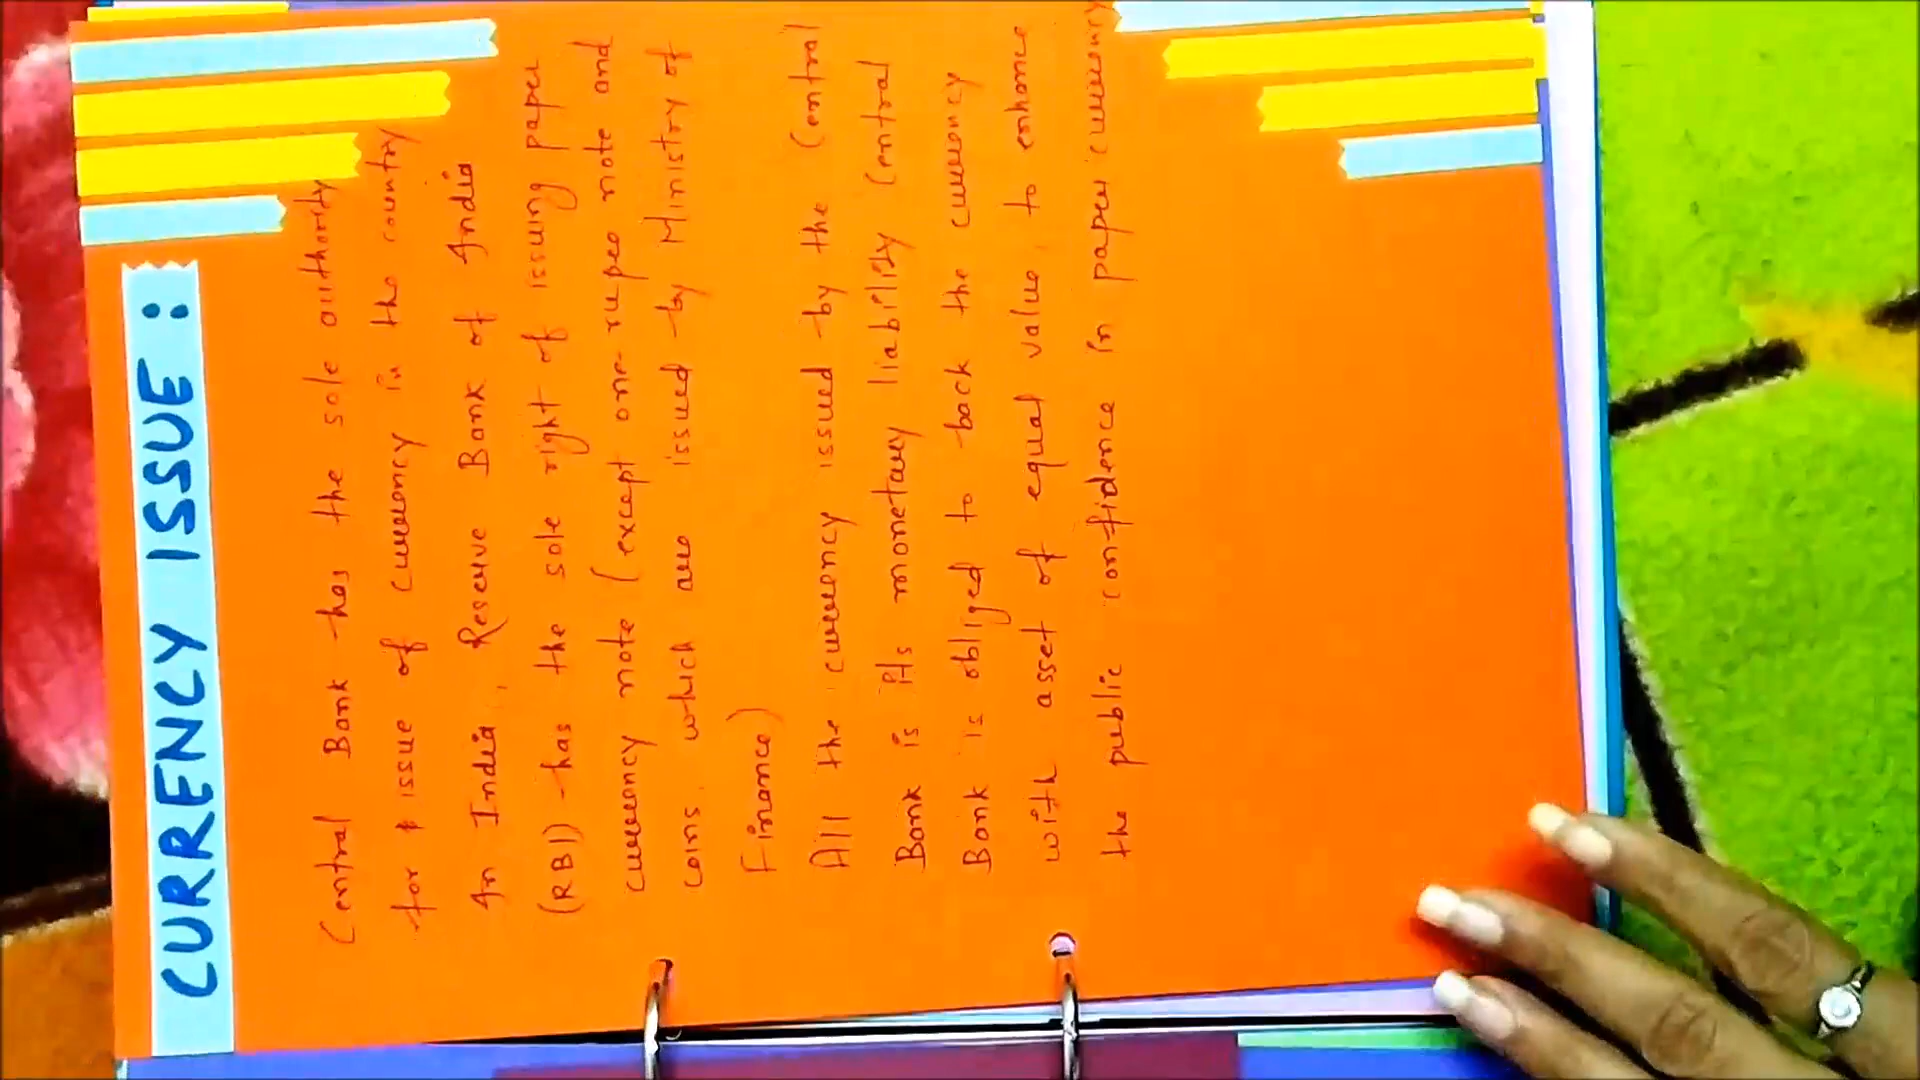 CURRENCY ISSUE :
Central Bank has the sole authority
for issue of currency in the country
In India, Reserve Bank of India
(RBI) has the sole right of issuing paper
currency note (except one-rupee note and
coins, which are issued by Ministry of
Finance)
All the currency issued by the Central
Bank is its monetary liability Central
Bank is obliged to back the currency
with asset of equal value, to enhance
the public confidence in paper currency